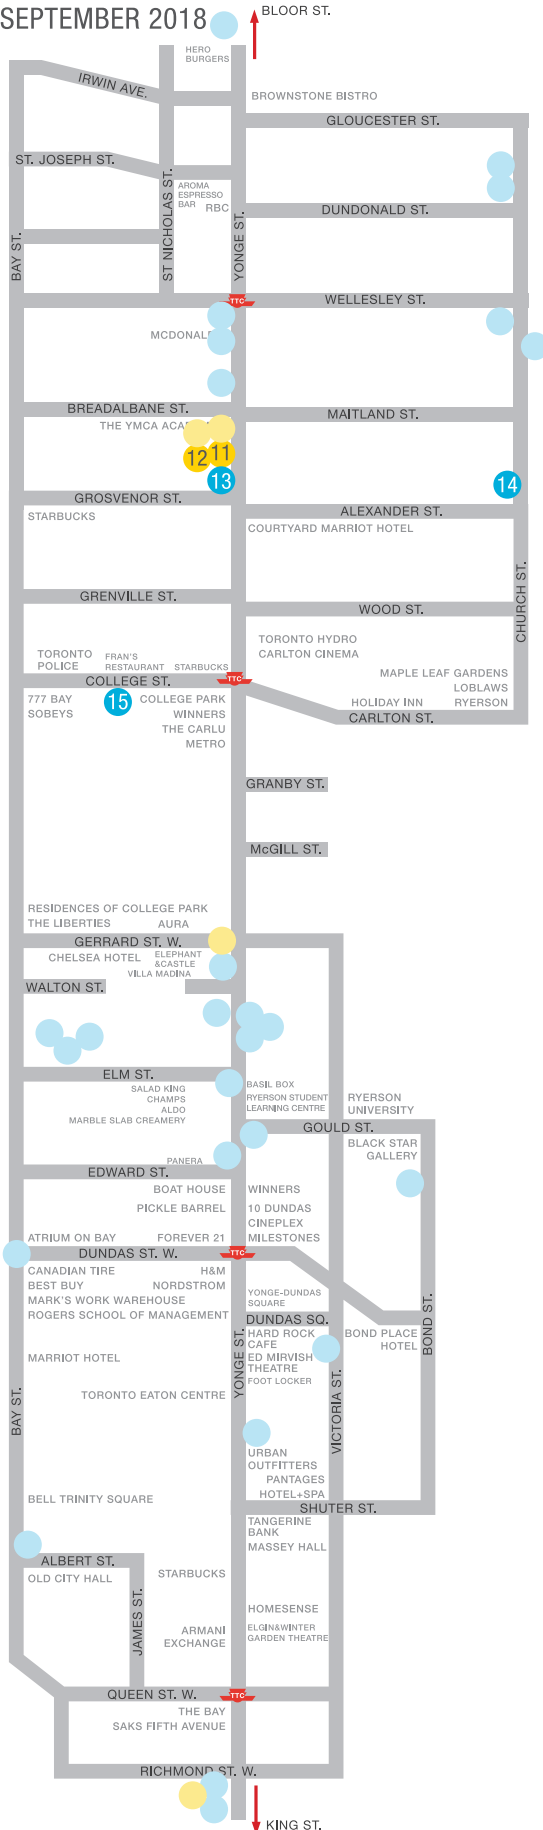 SEPTEMBER 2018
BLOOR ST.
HERO
BURGERS
IRWIN AVE.
BROWNSTONE BISTRO
GLOUCESTER ST.
ST. JOSEPH ST.
AROMA
ESPRESSO
BAR
RBC
DUNDONALD ST.
BAY ST.
ST NICHOLAS ST.
YONGE ST.
TTC
WELLESLEY ST.
MCDONAL
BREADALBANE ST.
MAITLAND ST.
THE YMCA ACA
12
11
13
14
GROSVENOR ST.
ALEXANDER ST.
STARBUCKS
COURTYARD MARRIOT HOTEL
CHURCH ST.
GRENVILLE ST.
WOOD ST.
TORONTO HYDRO
CARLTON CINEMA
TORONTO
POLICE
FRAN'S
RESTAURANT
STARBUCKS
MAPLE LEAF GARDENS
LOBLAWS
RYERSON
COLLEGE ST.
TTC
777 BAY
SOBEYS
15
COLLEGE PARK
WINNERS
THE CARLU
METRO
HOLIDAY INN
CARLTON ST.
GRANBY ST.
McGILL ST.
RESIDENCES OF COLLEGE PARK
THE LIBERTIES
AURA
GERRARD ST. W.
CHELSEA HOTEL
ELEPHANT
&CASTLE
VILLA MADINA
WALTON ST.
ELM ST.
SALAD KING
CHAMPS
ALDO
MARBLE SLAB CREAMERY
BASIL BOX
RYERSON STUDENT
LEARNING CENTRE
RYERSON
UNIVERSITY
GOULD ST.
BLACK STAR
GALLERY
PANERA
EDWARD ST.
BOAT HOUSE
WINNERS
PICKLE BARREL
10 DUNDAS
CINEPLEX
MILESTONES
ATRIUM ON BAY
FOREVER 21
DUNDAS ST. W.
TTC
CANADIAN TIRE
BEST BUY
MARK'S WORK WAREHOUSE
ROGERS SCHOOL OF MANAGEMENT
H&M
NORDSTROM
YONGE-DUNDAS
SQUARE
DUNDAS SQ.
HARD ROCK
CAFE
ED MIRVISH
THEATRE
FOOT LOCKER
BOND PLACE
HOTEL
BOND ST.
MARRIOT HOTEL
YONGE ST.
VICTORIA ST.
BAY ST.
TORONTO EATON CENTRE
URBAN
OUTFITTERS
PANTAGES
HOTEL+SPA
BELL TRINITY SQUARE
SHUTER ST.
TANGERINE
BANK
MASSEY HALL
ALBERT ST.
OLD CITY HALL
STARBUCKS
JAMES ST.
HOMESENSE
ARMANI
EXCHANGE
ELGIN&WINTER
GARDEN THEATRE
QUEEN ST. W.
TTC
THE BAY
SAKS FIFTH AVENUE
RICHMOND ST. W.
KING ST.